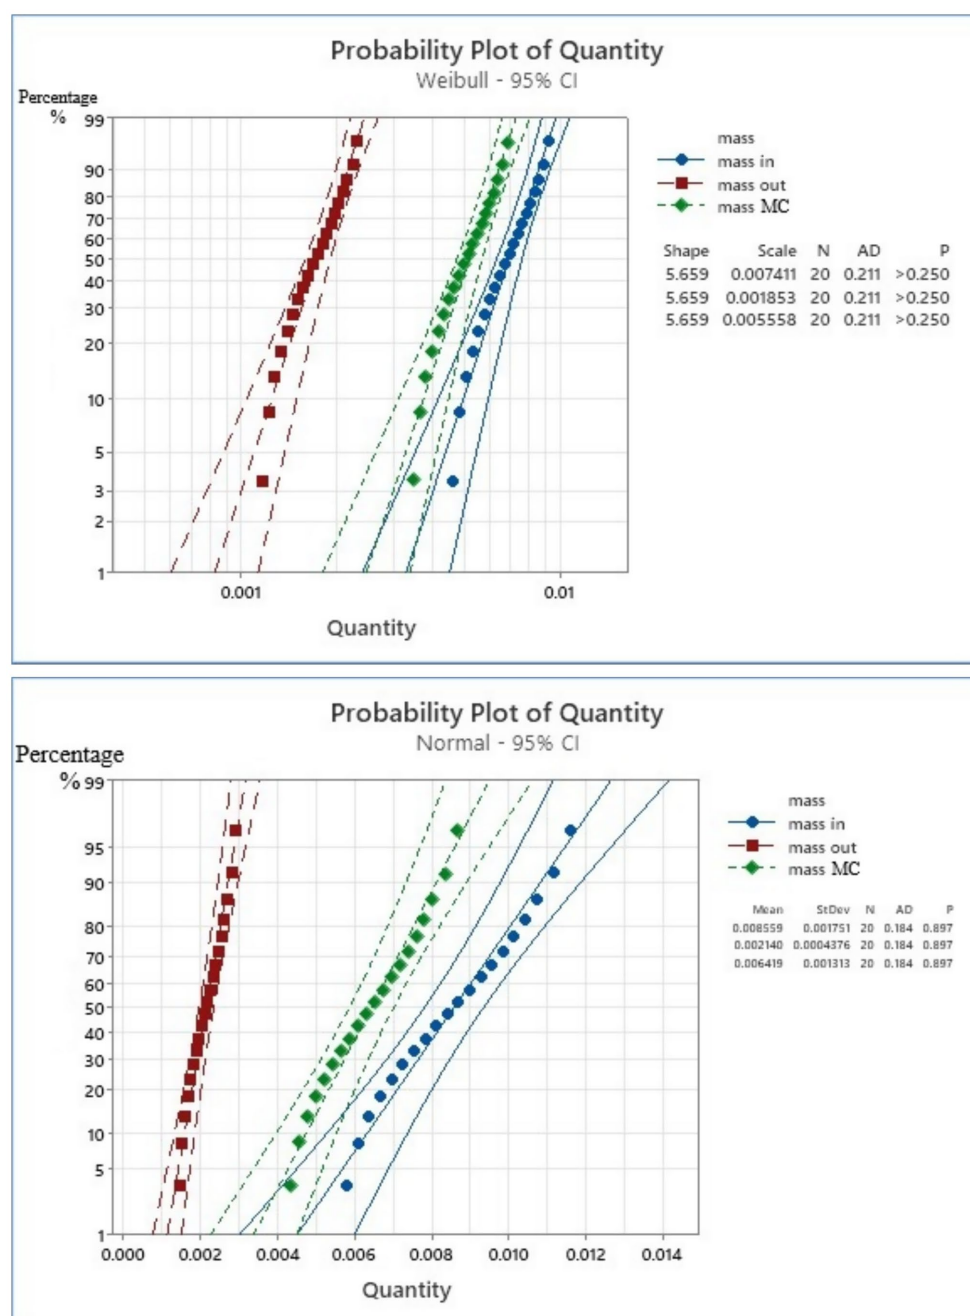 Probability Plot of Quantity
Weibull - 95% CI
Percentage
%
99
90
80
70
60
50
40
30
20
10
5
3
2
1
0.001 0.01
Quantity
mass
mass in
mass out
mass MC
Shape Scale N AD P
5.659 0.007411 20 0.211 >0.250
5.659 0.001853 20 0.211 >0.250
5.659 0.005558 20 0.211 >0.250
Probability Plot of Quantity
Normal - 95% CI
Percentage
% 99
95
90
80
70
60
50
40
30
20
10
5
1
0.000 0.002 0.004 0.006 0.008 0.010 0.012 0.014
Quantity
mass
mass in
mass out
mass MC
Mean StDev N AD P
0.008559 0.001751 20 0.184 0.897
0.002140 0.0004376 20 0.184 0.897
0.006419 0.001313 20 0.184 0.897